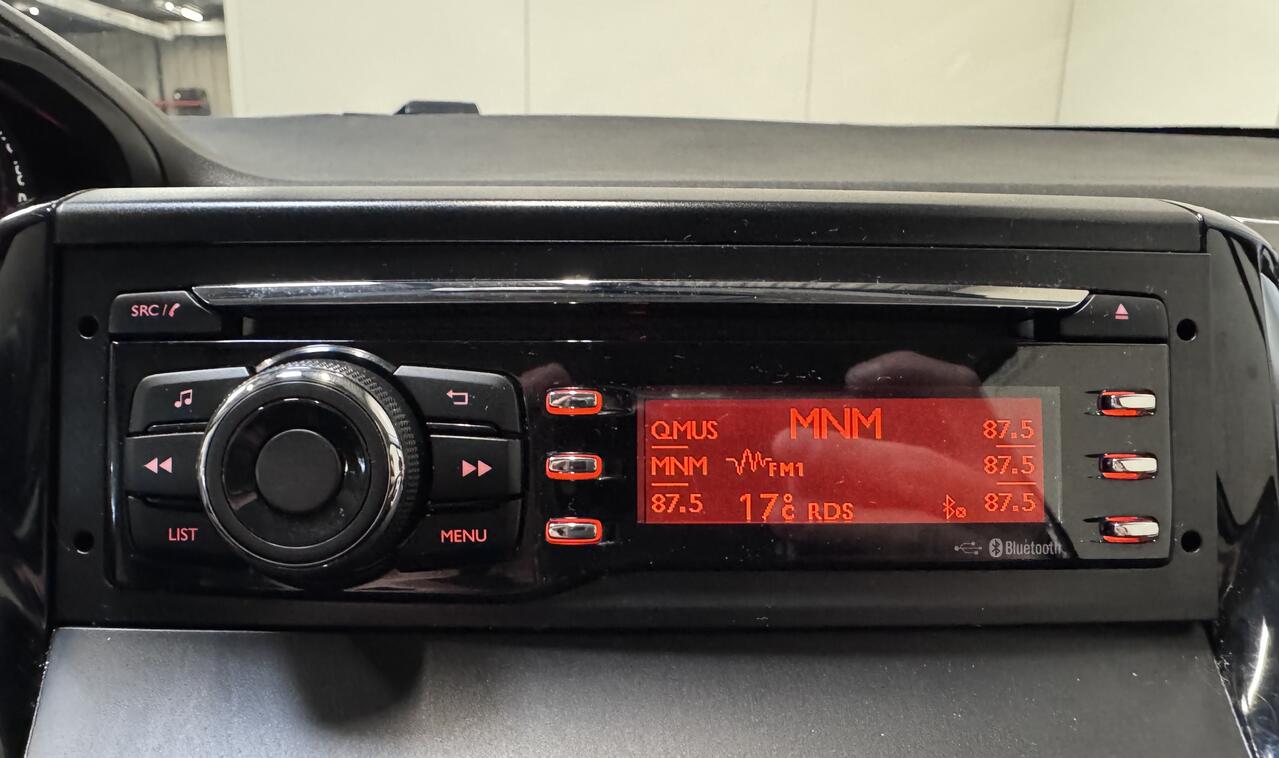 SRC /
LIST
MENU
MNM
QMUS 87.5
MNM FM1 87.5
87.5 17°C RDS 87.5
Bluetooth